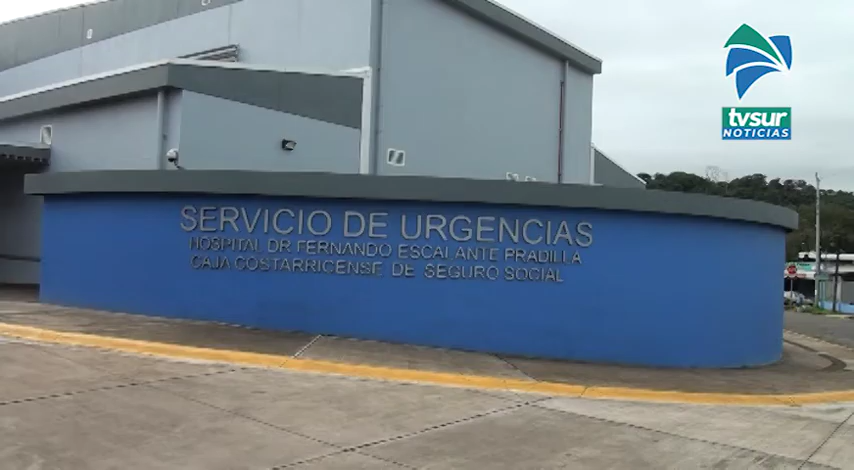 tvsur
NOTICIAS
SERVICIO DE URGENCIAS
HOSPITAL DR FERNANDO ESCALANTE PRADILLA
CAJA COSTARRICENSE DE SEGURO SOCIAL